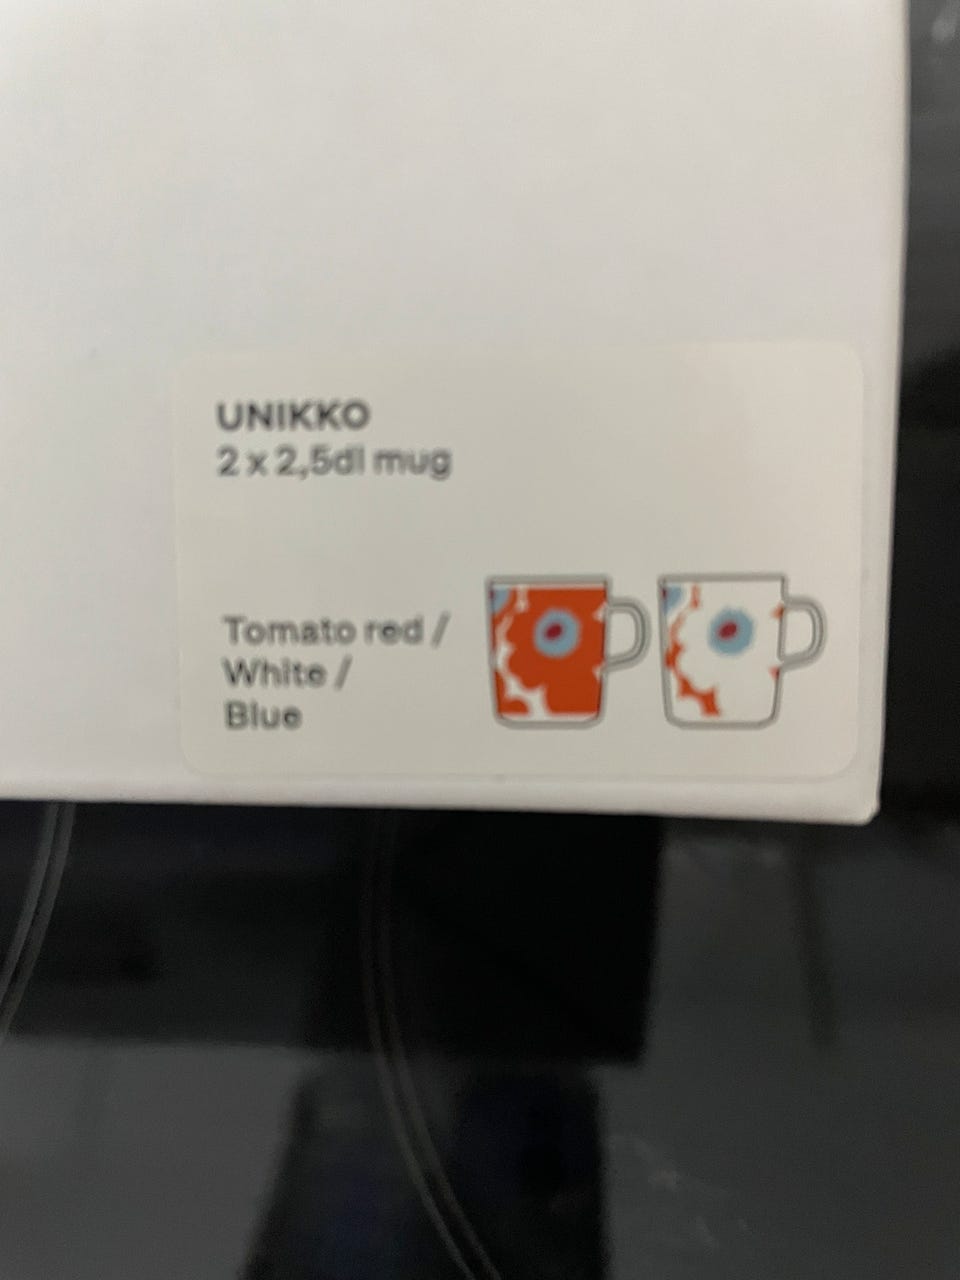 UNIKKO
2 x 2,5dl mug
Tomato red /
White /
Blue